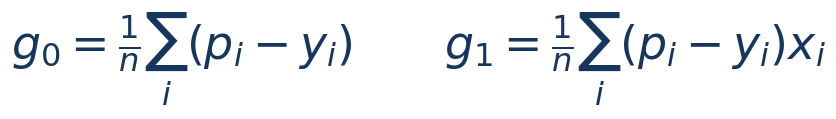 g₀ = 1/n ∑ᵢ (pᵢ − yᵢ)   g₁ = 1/n ∑ᵢ (pᵢ − yᵢ)xᵢ